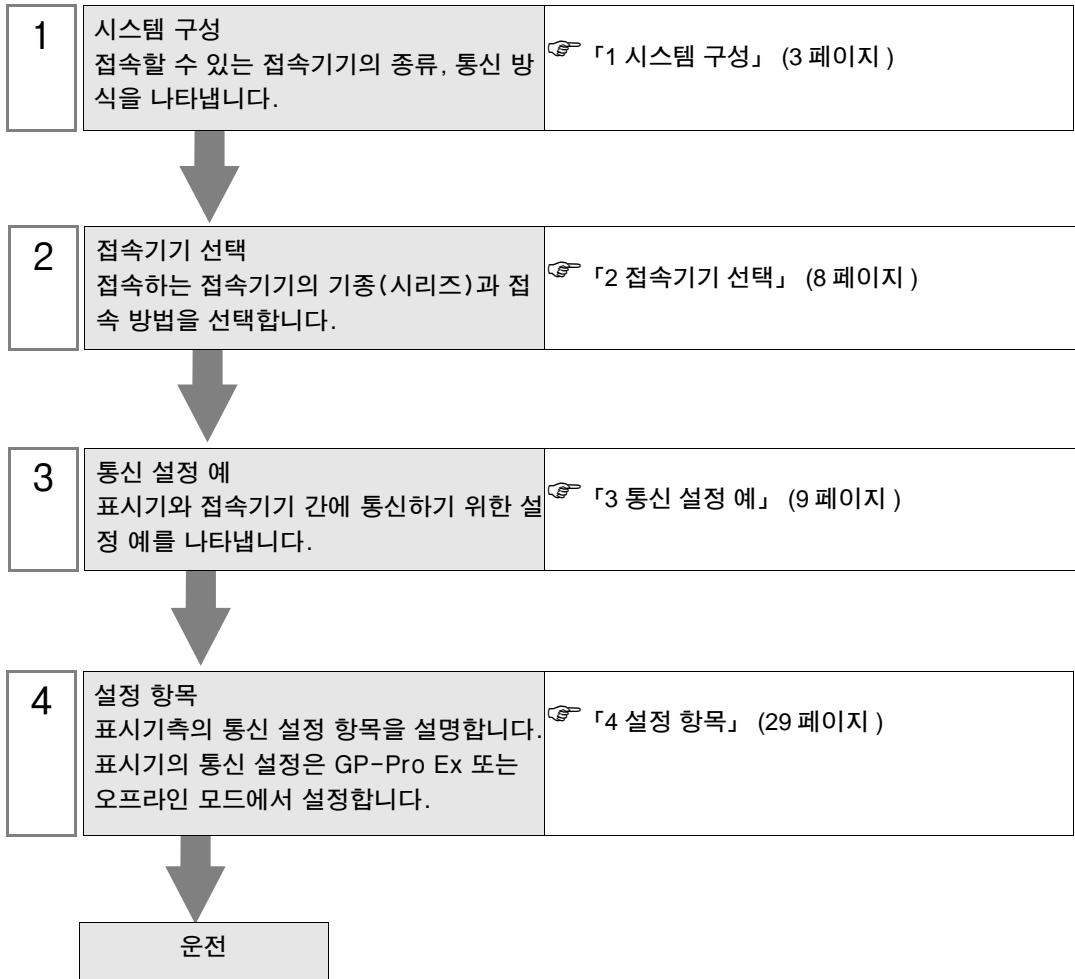 1
시스템 구성
접속할 수 있는 접속기기의 종류, 통신 방
식을 나타냅니다.
☞ 「1 시스템 구성」 (3 페이지 )
2
접속기기 선택
접속하는 접속기기의 기종(시리즈)과 접
속 방법을 선택합니다.
☞ 「2 접속기기 선택」 (8 페이지 )
3
통신 설정 예
표시기와 접속기기 간에 통신하기 위한 설
정 예를 나타냅니다.
☞ 「3 통신 설정 예」 (9 페이지 )
4
설정 항목
표시기측의 통신 설정 항목을 설명합니다.
표시기의 통신 설정은 GP-Pro Ex 또는
오프라인 모드에서 설정합니다.
☞ 「4 설정 항목」 (29 페이지 )
운전